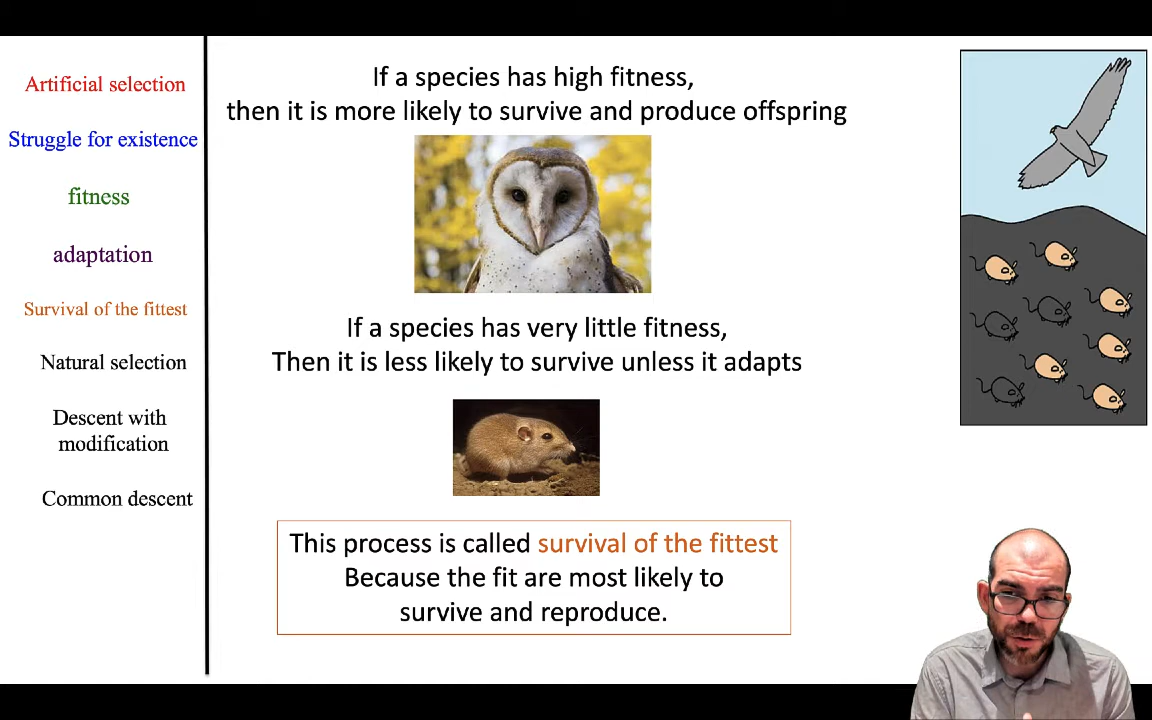 Artificial selection
Struggle for existence
fitness
adaptation
Survival of the fittest
Natural selection
Descent with
modification
Common descent
If a species has high fitness,
then it is more likely to survive and produce offspring
If a species has very little fitness,
Then it is less likely to survive unless it adapts
This process is called survival of the fittest
Because the fit are most likely to
survive and reproduce.